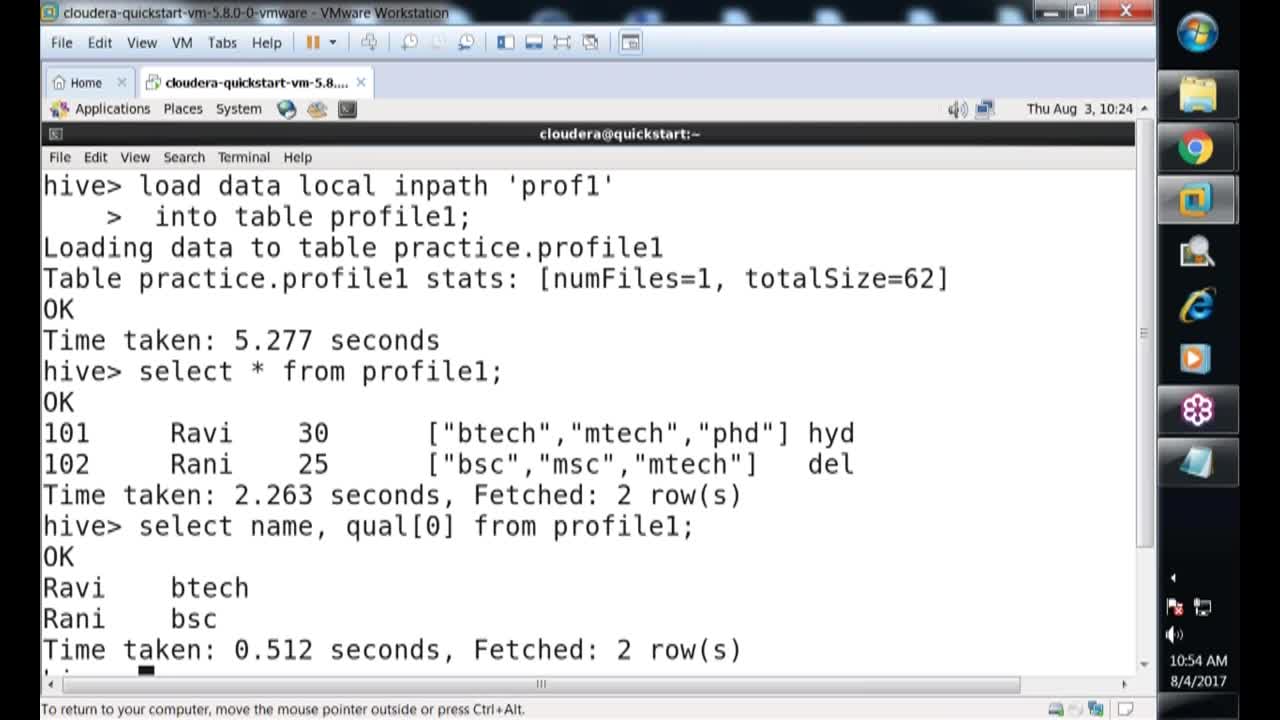 cloudera-quickstart-vm-5.8.0-0-vmware - VMware Workstation
File Edit View VM Tabs Help
Home cloudera-quickstart-vm-5.8....
Applications Places System Thu Aug 3, 10:24
cloudera@quickstart:~
File Edit View Search Terminal Help
hive> load data local inpath 'prof1'
> into table profile1;
Loading data to table practice.profile1
Table practice.profile1 stats: [numFiles=1, totalSize=62]
OK
Time taken: 5.277 seconds
hive> select * from profile1;
OK
101 Ravi 30 ["btech","mtech","phd"] hyd
102 Rani 25 ["bsc","msc","mtech"] del
Time taken: 2.263 seconds, Fetched: 2 row(s)
hive> select name, qual[0] from profile1;
OK
Ravi btech
Rani bsc
Time taken: 0.512 seconds, Fetched: 2 row(s)
To return to your computer, move the mouse pointer outside or press Ctrl+Alt.
10:54 AM
8/4/2017